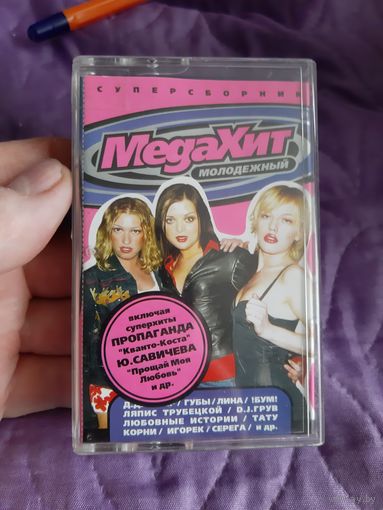 СУПЕРСБОРНИК
МегаХит
МОЛОДЕЖНЫЙ
включая
суперхиты
ПРОПАГАНДА
"Кванто-Коста"
Ю.САВИЧЕВА
"Прощай Моя
Любовь"
и др.
/ ГУБЫ / ЛИНА / !БУМ!
ЛЯПИС ТРУБЕЦКОЙ / D.J.ГРУВ
ЛЮБОВНЫЕ ИСТОРИИ / ТАТУ
КОРНИ / ИГОРЕК / СЕРЕГА / и др.